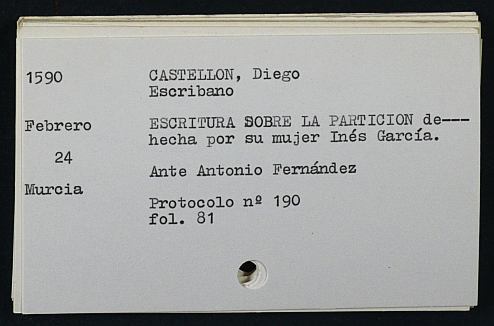 1590 CASTELLON, Diego
Escribano
Febrero ESCRITURA SOBRE LA PARTICION de---
hecha por su mujer Inés García.
24
Ante Antonio Fernández
Murcia
Protocolo nº 190
fol. 81